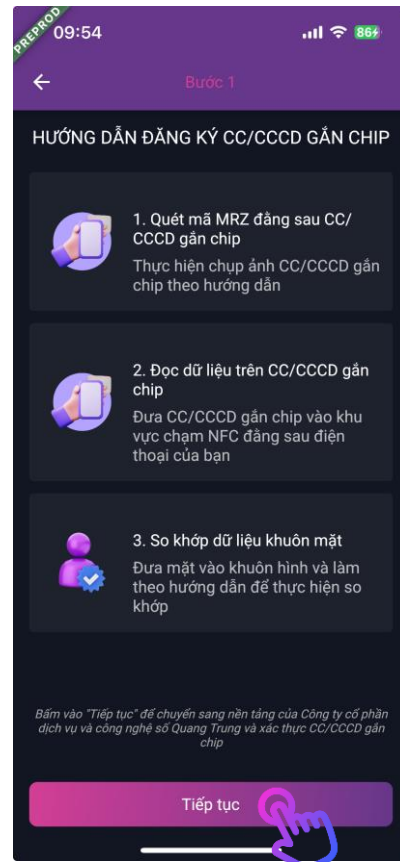 PREPROD
09:54
86
Bước 1
HƯỚNG DẪN ĐĂNG KÝ CC/CCCD GẮN CHIP
1. Quét mã MRZ đằng sau CC/
CCCD gắn chip
Thực hiện chụp ảnh CC/CCCD gắn
chip theo hướng dẫn
2. Đọc dữ liệu trên CC/CCCD gắn
chip
Đưa CC/CCCD gắn chip vào khu
vực chạm NFC đằng sau điện
thoại của bạn
3. So khớp dữ liệu khuôn mặt
Đưa mặt vào khuôn hình và làm
theo hướng dẫn để thực hiện so
khớp
Bấm vào "Tiếp tục" để chuyển sang nền tảng của Công ty cổ phần
dịch vụ và công nghệ số Quang Trung và xác thực CC/CCCD gắn
chip
Tiếp tục